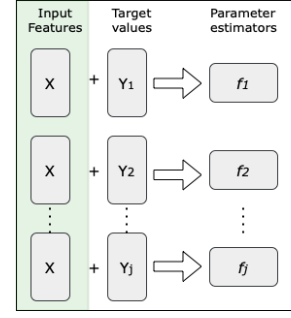 Input Features
Target values
Parameter estimators
X + Y1 f1
X + Y2 f2
X + Yj fj